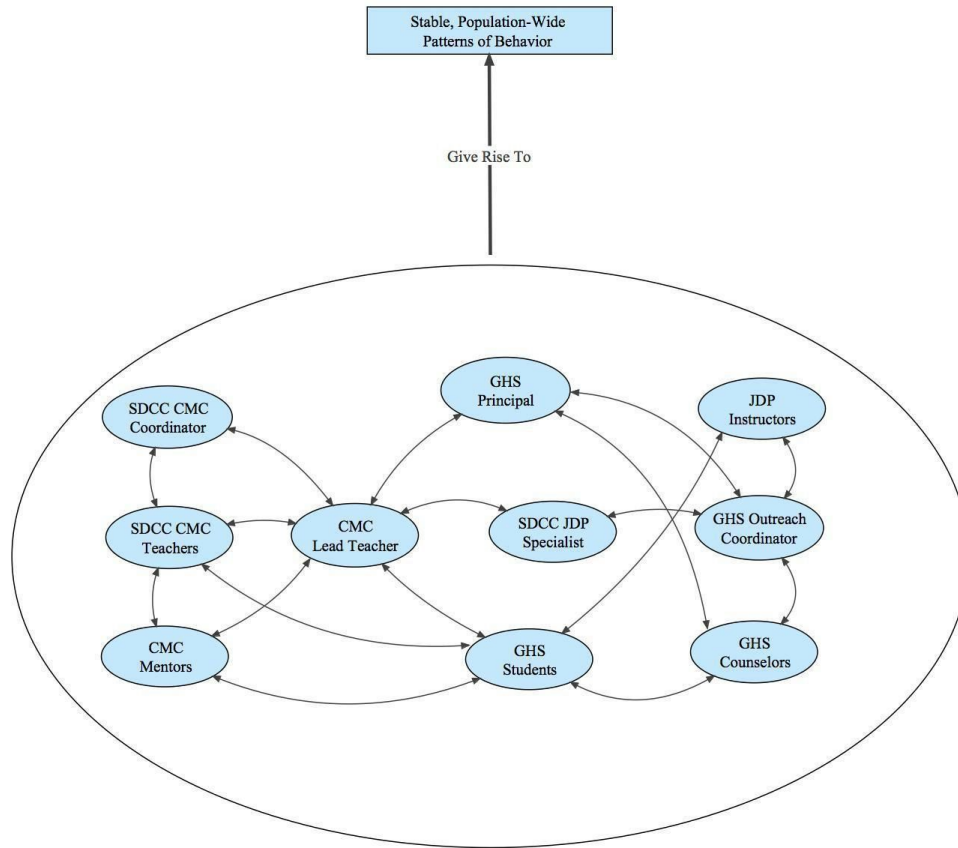 Stable, Population-Wide
Patterns of Behavior
Give Rise To
GHS
Principal
JDP
Instructors
SDCC CMC
Coordinator
SDCC CMC
Teachers
CMC
Lead Teacher
SDCC JDP
Specialist
GHS Outreach
Coordinator
CMC
Mentors
GHS
Students
GHS
Counselors